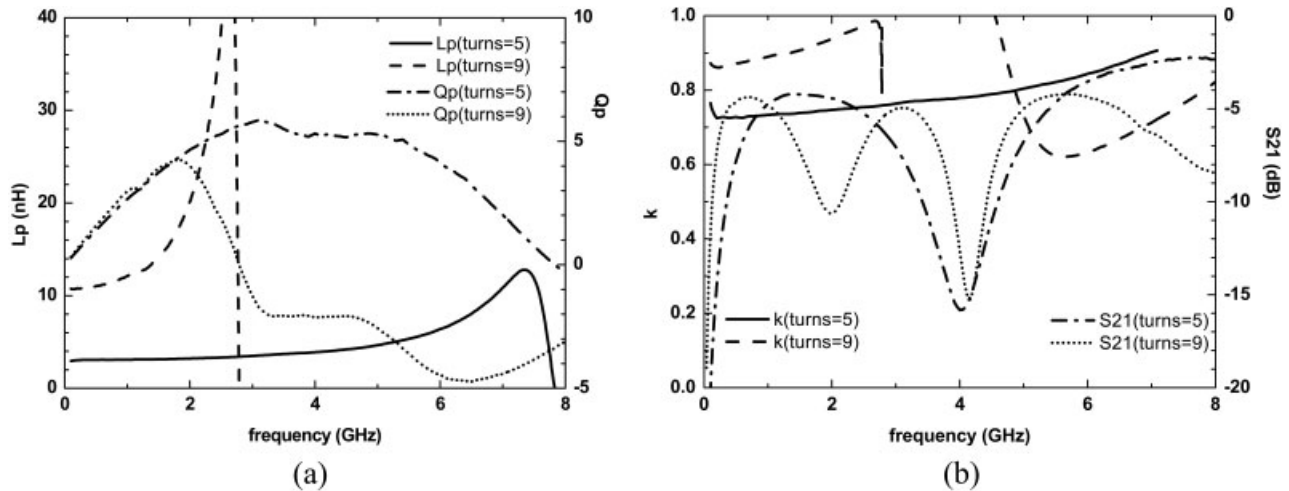 50
40
30
20
10
0
Lp (nH)
10
5
0
-5
Qp
Lp(turns=5)
Lp(turns=9)
Qp(turns=5)
Qp(turns=9)
0 2 4 6 8
frequency (GHz)
(a)
1.0
0.8
0.6
0.4
0.2
0.0
k
0
-5
-10
-15
-20
S21 (dB)
k(turns=5)
k(turns=9)
S21(turns=5)
S21(turns=9)
0 2 4 6 8
frequency (GHz)
(b)